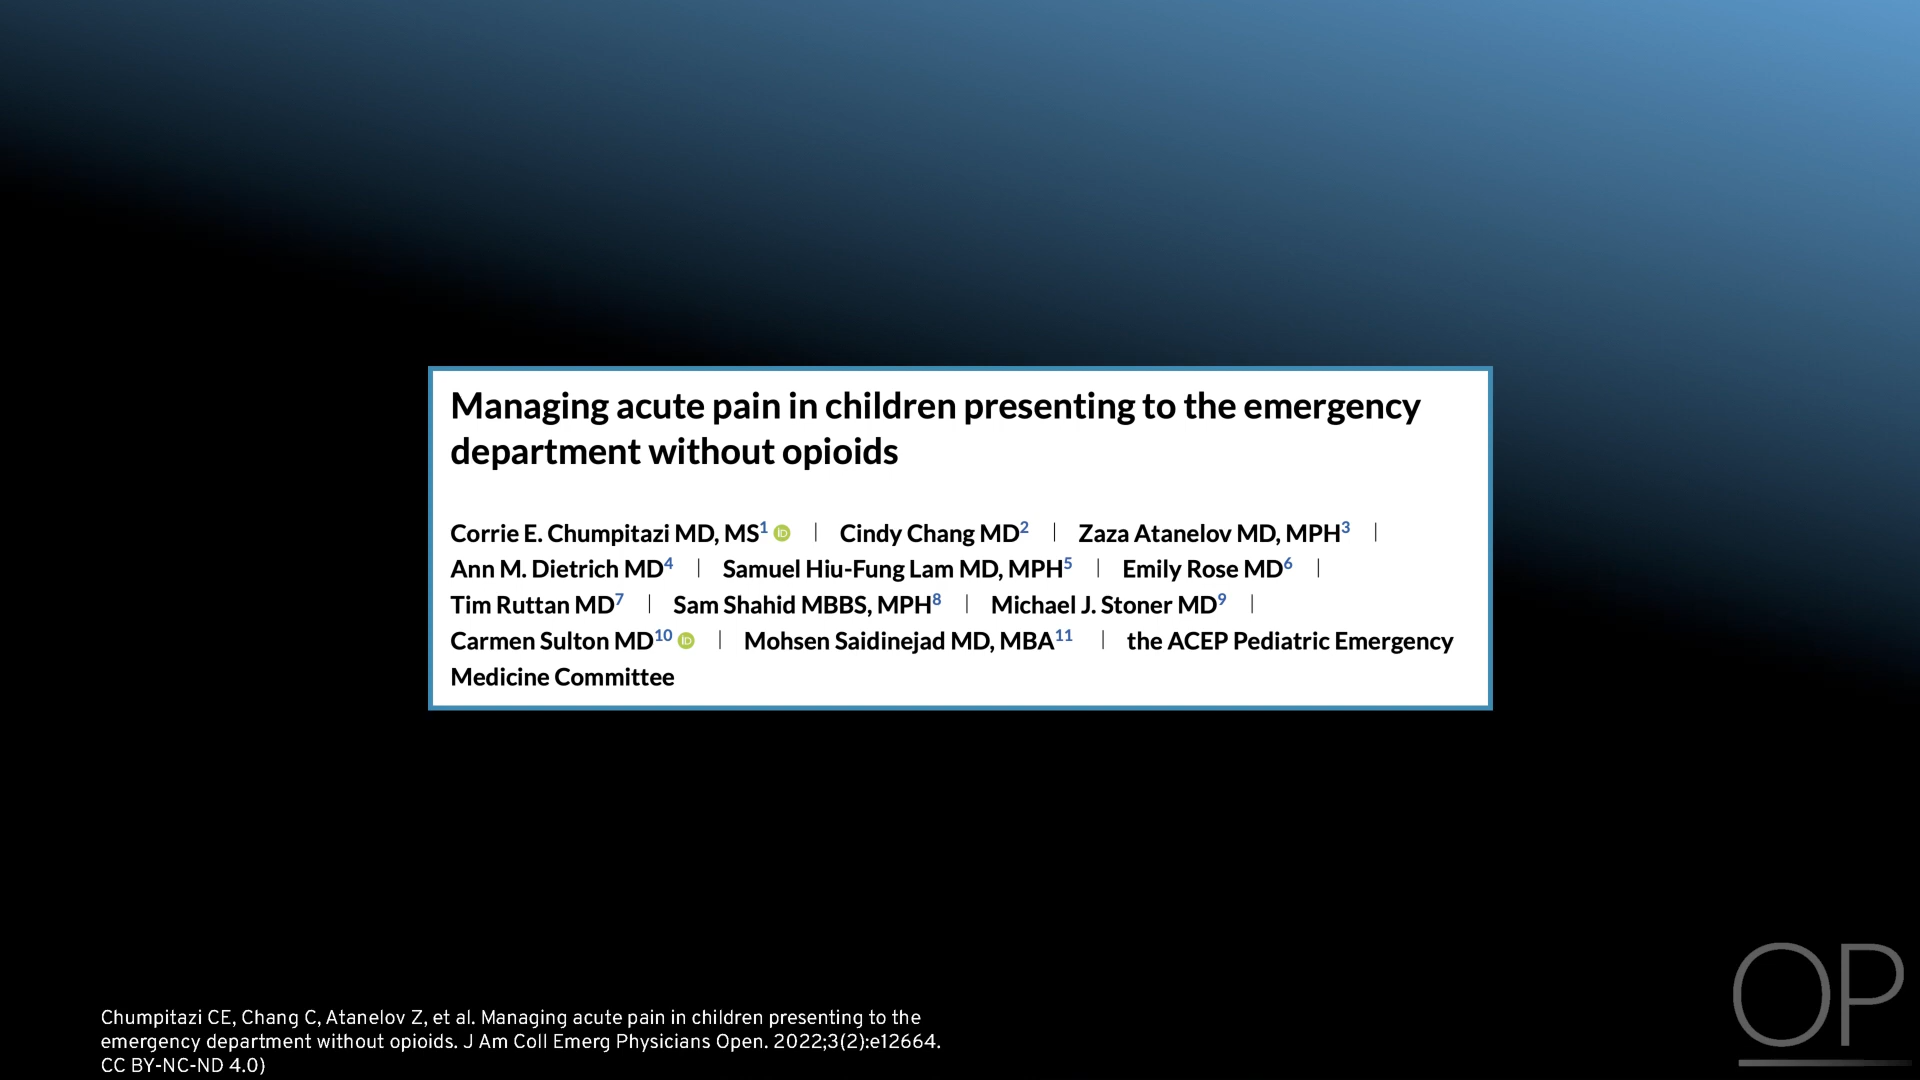 Managing acute pain in children presenting to the emergency
department without opioids
Corrie E. Chumpitazi MD, MS1 iD | Cindy Chang MD2 | Zaza Atanelov MD, MPH3 |
Ann M. Dietrich MD4 | Samuel Hiu-Fung Lam MD, MPH5 | Emily Rose MD6 |
Tim Ruttan MD7 | Sam Shahid MBBS, MPH8 | Michael J. Stoner MD9 |
Carmen Sulton MD10 iD | Mohsen Saidinejad MD, MBA11 | the ACEP Pediatric Emergency
Medicine Committee
Chumpitazi CE, Chang C, Atanelov Z, et al. Managing acute pain in children presenting to the
emergency department without opioids. J Am Coll Emerg Physicians Open. 2022;3(2):e12664.
CC BY-NC-ND 4.0)
OP